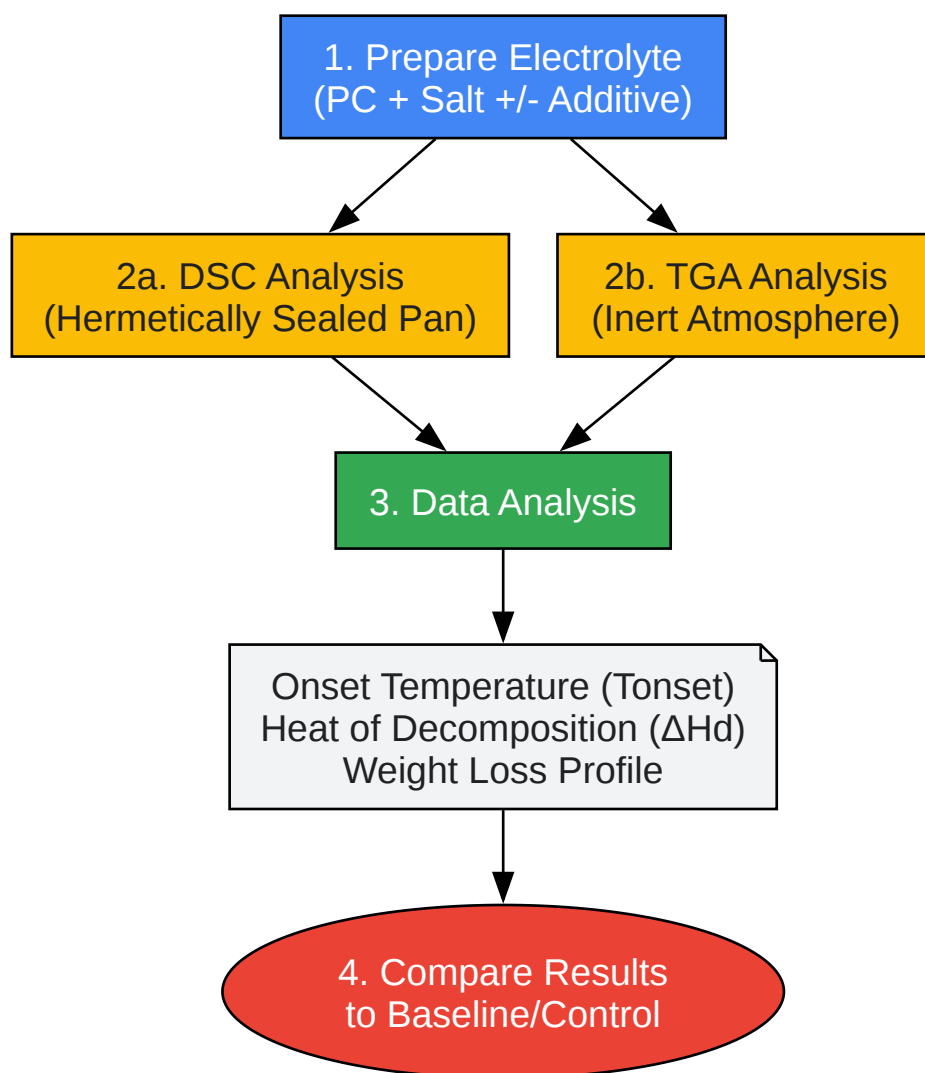 1. Prepare Electrolyte
(PC + Salt +/- Additive)
2a. DSC Analysis
(Hermetically Sealed Pan)
2b. TGA Analysis
(Inert Atmosphere)
3. Data Analysis
Onset Temperature (Tonset)
Heat of Decomposition (ΔHd)
Weight Loss Profile
4. Compare Results
to Baseline/Control